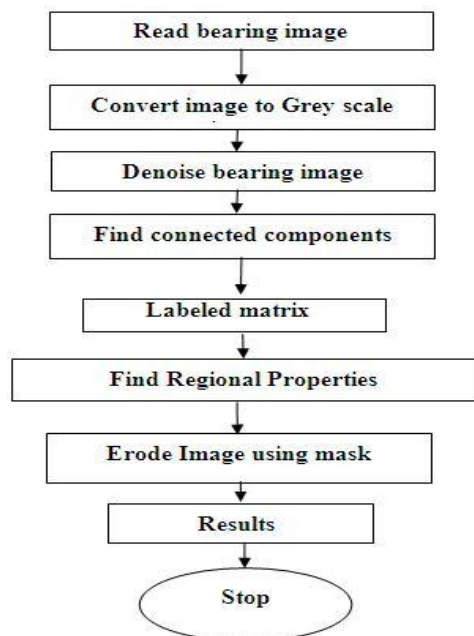 Read bearing image
Convert image to Grey scale
Denoise bearing image
Find connected components
Labeled matrix
Find Regional Properties
Erode Image using mask
Results
Stop